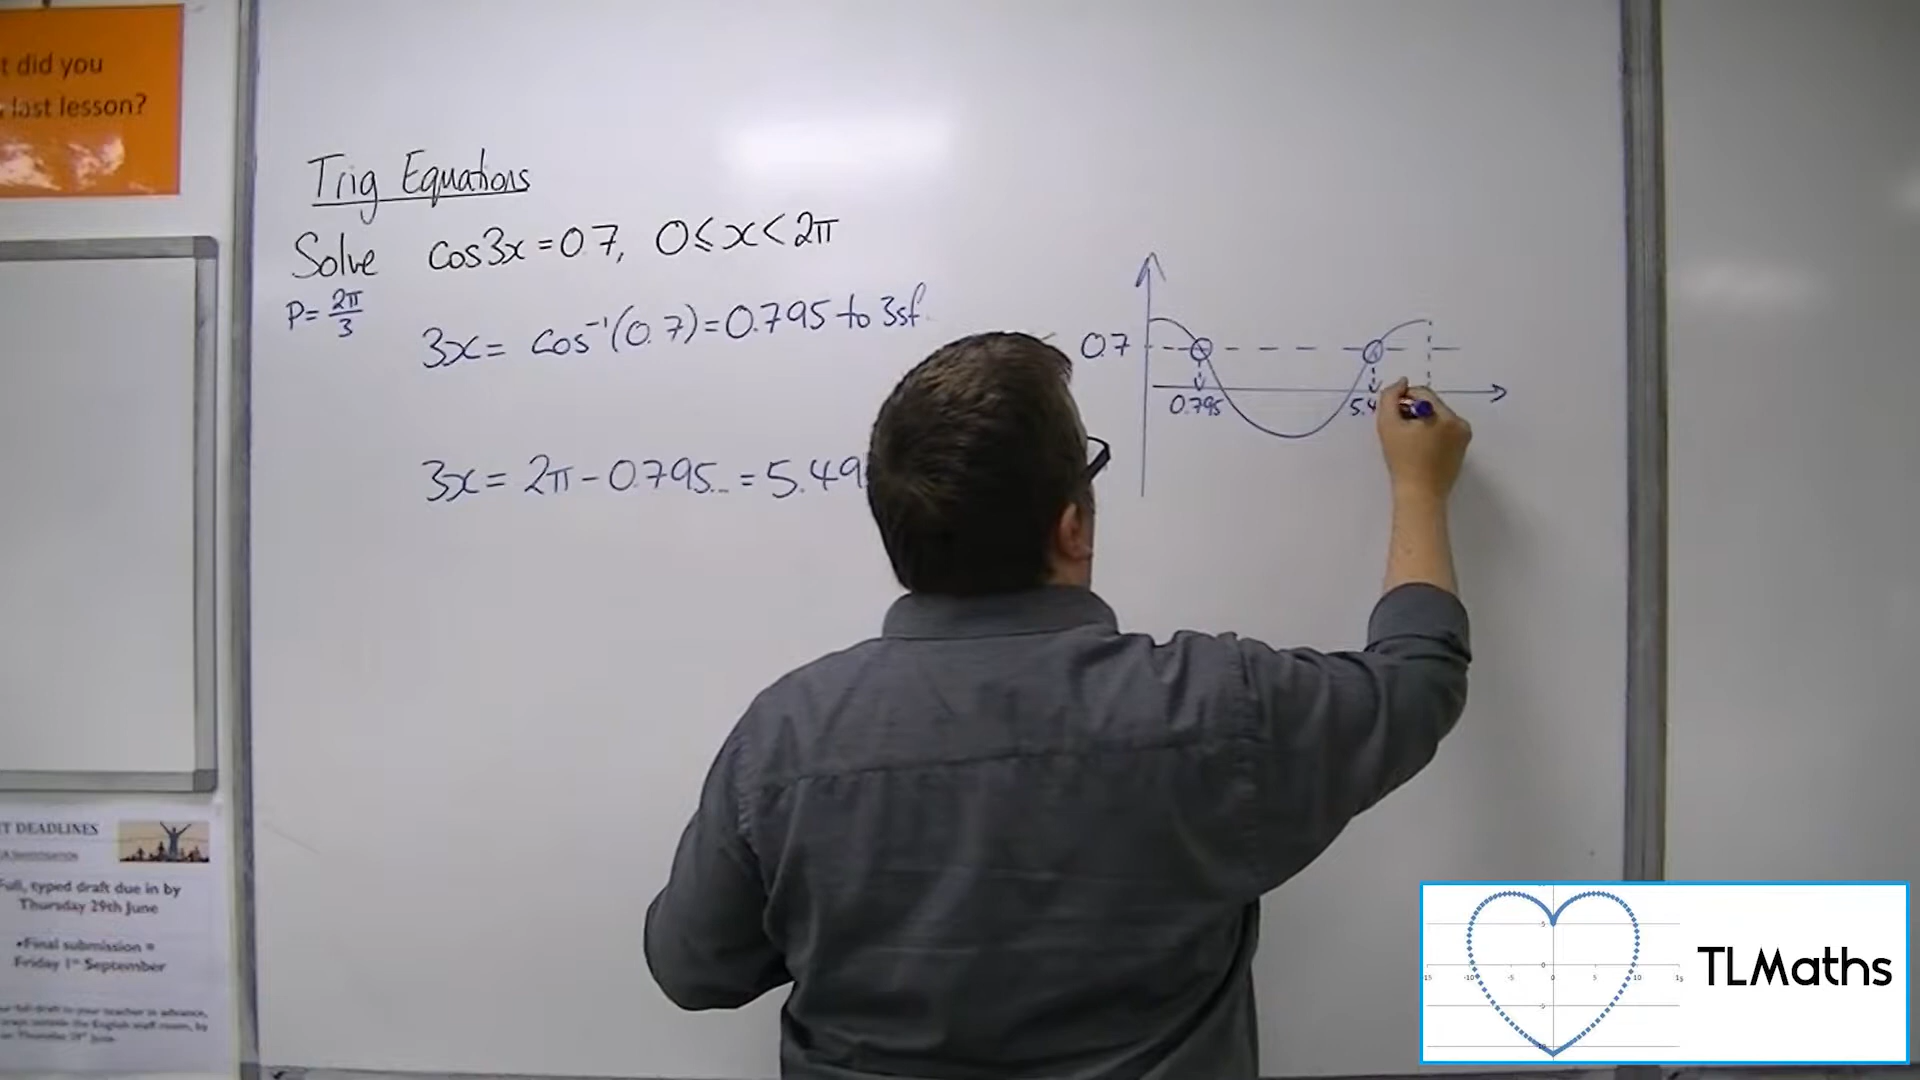 t did you
last lesson?
Trig Equations
Solve cos3x = 0.7, 0 ≤ x < 2π
P = 2π/3
3x = cos⁻¹(0.7) = 0.795 to 3sf
3x = 2π - 0.795... = 5.49
0.7
0.795
5.4
T DEADLINES
Full, typed draft due in by
Thursday 29th June
•Final submission =
Friday 1st September
TLMaths